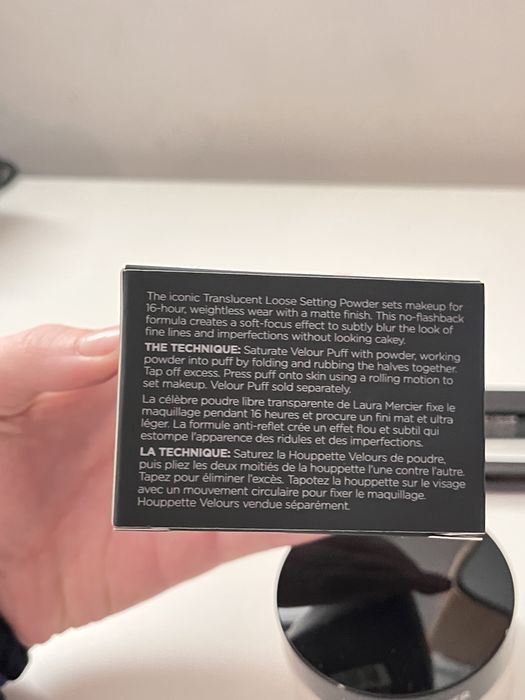 The iconic Translucent Loose Setting Powder sets makeup for
16-hour, weightless wear with a matte finish. This no-flashback
formula creates a soft-focus effect to subtly blur the look of
fine lines and imperfections without looking cakey.
THE TECHNIQUE: Saturate Velour Puff with powder, working
powder into puff by folding and rubbing the halves together.
Tap off excess. Press puff onto skin using a rolling motion to
set makeup. Velour Puff sold separately.
La célèbre poudre libre transparente de Laura Mercier fixe le
maquillage pendant 16 heures et procure un fini mat et ultra
léger. La formule anti-reflet crée un effet flou et subtil qui
estompe l'apparence des ridules et des imperfections.
LA TECHNIQUE: Saturez la Houppette Velours de poudre,
puis pliez les deux moitiés de la houppette l'une contre l'autre.
Tapez pour éliminer l'excès. Tapotez la houppette sur le visage
avec un mouvement circulaire pour fixer le maquillage.
Houppette Velours vendue séparément.